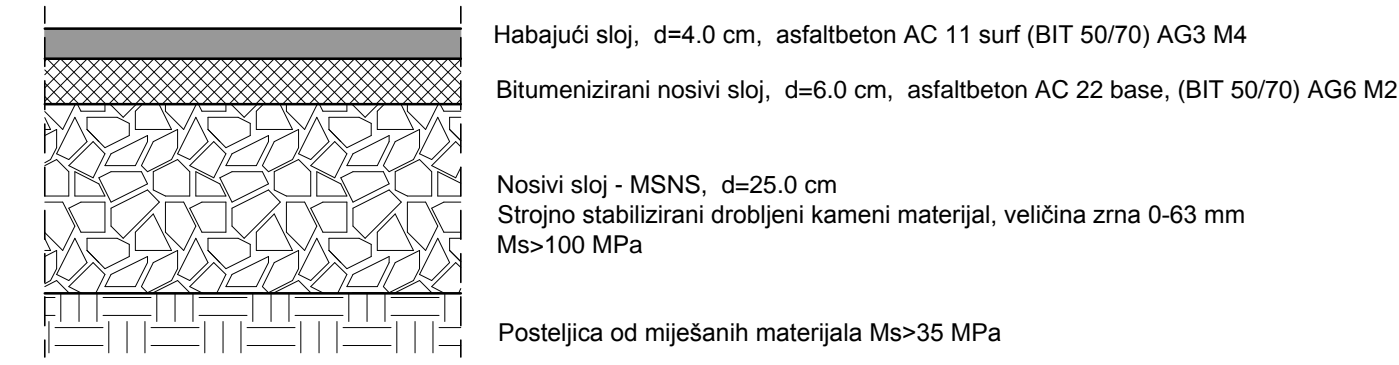 Habajući sloj, d=4.0 cm, asfaltbeton AC 11 surf (BIT 50/70) AG3 M4
Bitumenizirani nosivi sloj, d=6.0 cm, asfaltbeton AC 22 base, (BIT 50/70) AG6 M2
Nosivi sloj - MSNS, d=25.0 cm
Strojno stabilizirani drobljeni kameni materijal, veličina zrna 0-63 mm
Ms>100 MPa
Posteljica od miješanih materijala Ms>35 MPa